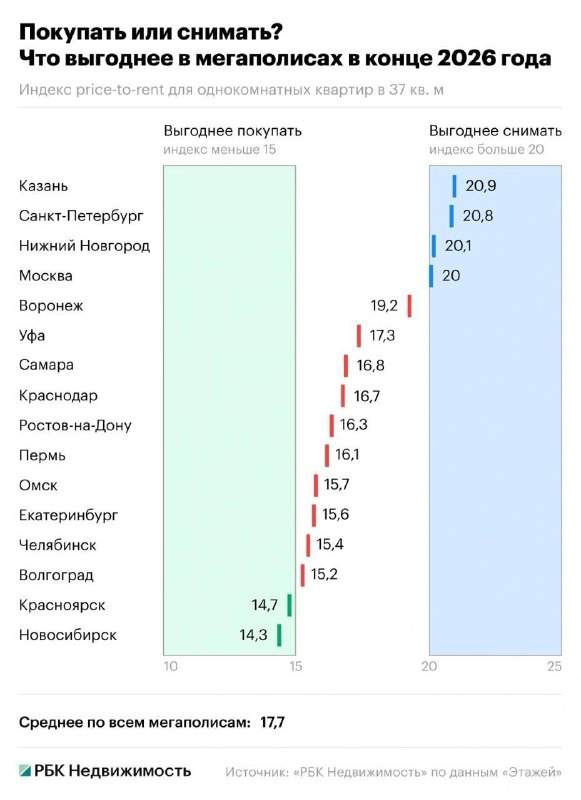 Покупать или снимать?
Что выгоднее в мегаполисах в конце 2026 года
Индекс price-to-rent для однокомнатных квартир в 37 кв. м
Выгоднее покупать
индекс меньше 15
Выгоднее снимать
индекс больше 20
Казань 20,9
Санкт-Петербург 20,8
Нижний Новгород 20,1
Москва 20
Воронеж 19,2
Уфа 17,3
Самара 16,8
Краснодар 16,7
Ростов-на-Дону 16,3
Пермь 16,1
Омск 15,7
Екатеринбург 15,6
Челябинск 15,4
Волгоград 15,2
Красноярск 14,7
Новосибирск 14,3
10 15 20 25
Среднее по всем мегаполисам: 17,7
РБК Недвижимость
Источник: «РБК Недвижимость» по данным «Этажей»